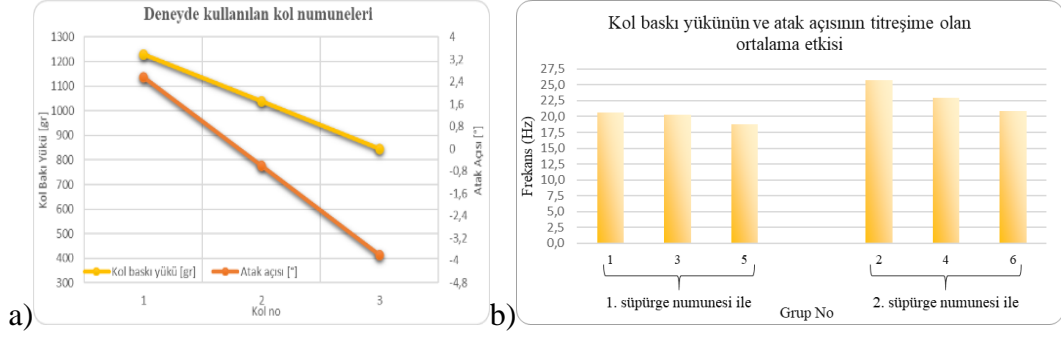 Deneyde kullanılan kol numuneleri
1300
1200
1100
1000
900
800
700
600
500
400
300
Kol Bakı Yükü [gr]
4
3,2
2,4
1,6
0,8
0
-0,8
-1,6
-2,4
-3,2
-4
-4,8
Atak Açısı [°]
Kol baskı yükü [gr] Atak açısı [°]
1 2 3
Kol no
a)
Kol baskı yükünün ve atak açısının titreşime olan
ortalama etkisi
27,5
25,0
22,5
20,0
17,5
15,0
12,5
10,0
7,5
5,0
2,5
0,0
Frekans (Hz)
1 3 5 2 4 6
1. süpürge numunesi ile 2. süpürge numunesi ile
Grup No
b)